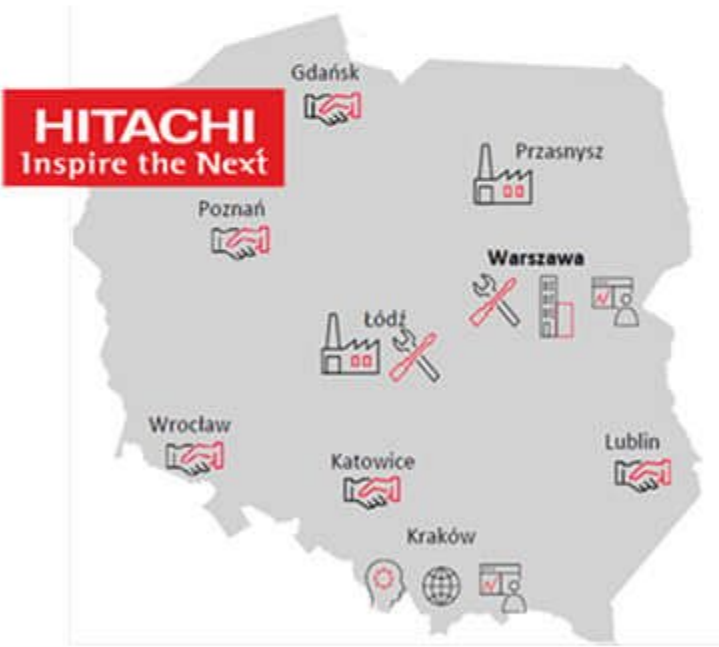 Gdańsk
HITACHI
Inspire the Next
Przasnysz
Poznań
Warszawa
Łódź
Wrocław
Katowice
Lublin
Kraków